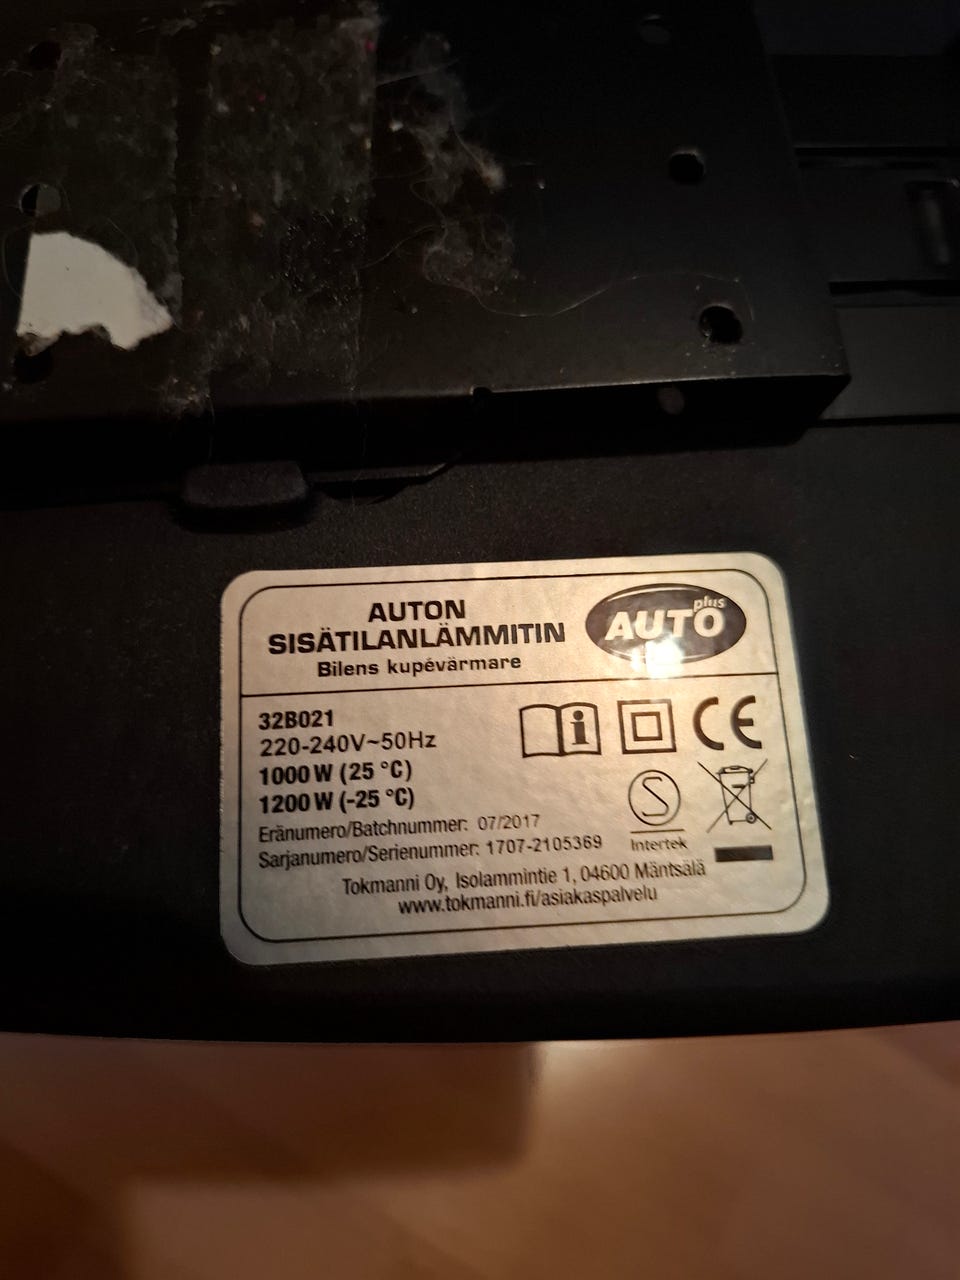 AUTON
SISÄTILANLÄMMITIN
Bilens kupévärmare
AUTO plus
32B021
220-240V~50Hz
1000 W (25 °C)
1200 W (-25 °C)
Eränumero/Batchnummer: 07/2017
Sarjanumero/Serienummer: 1707-2105369
CE
S
Intertek
Tokmanni Oy, Isolammintie 1, 04600 Mäntsälä
www.tokmanni.fi/asiakaspalvelu